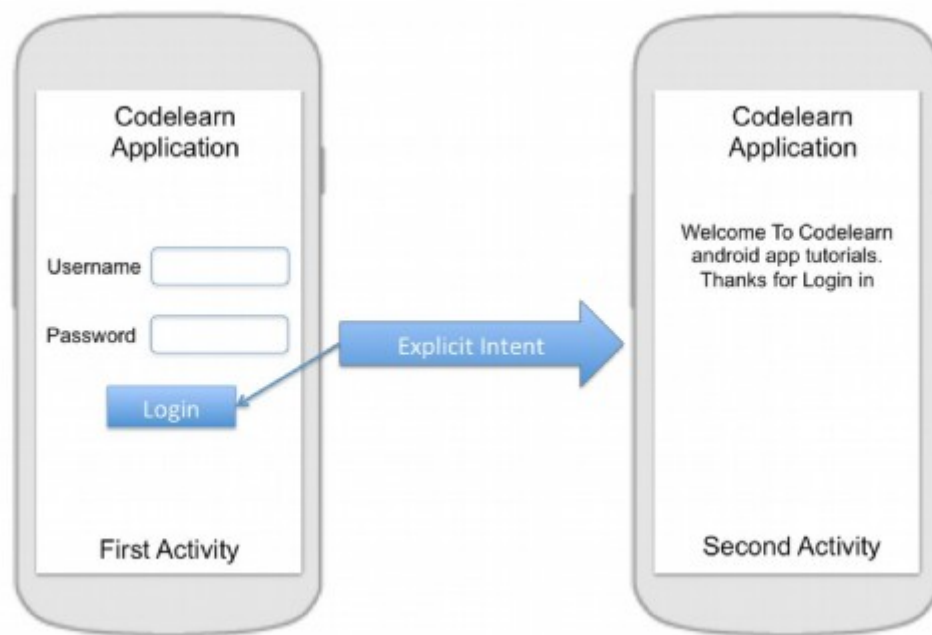 Codelearn
Application
Username
Password
Login
First Activity
Explicit Intent
Codelearn
Application
Welcome To Codelearn
android app tutorials.
Thanks for Login in
Second Activity